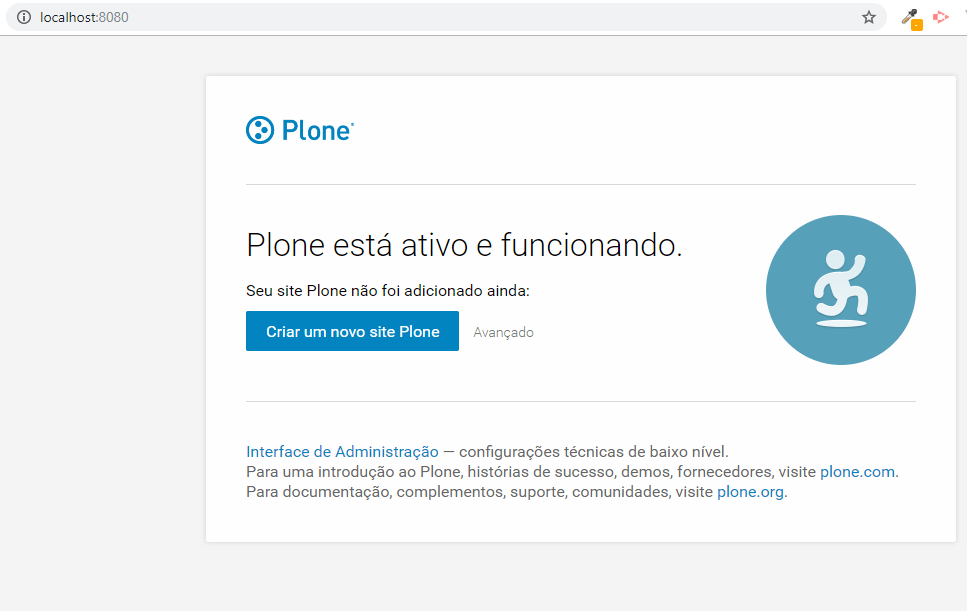 localhost:8080
Plone
Plone está ativo e funcionando.
Seu site Plone não foi adicionado ainda:
Criar um novo site Plone
Avançado
Interface de Administração — configurações técnicas de baixo nível.
Para uma introdução ao Plone, histórias de sucesso, demos, fornecedores, visite plone.com.
Para documentação, complementos, suporte, comunidades, visite plone.org.